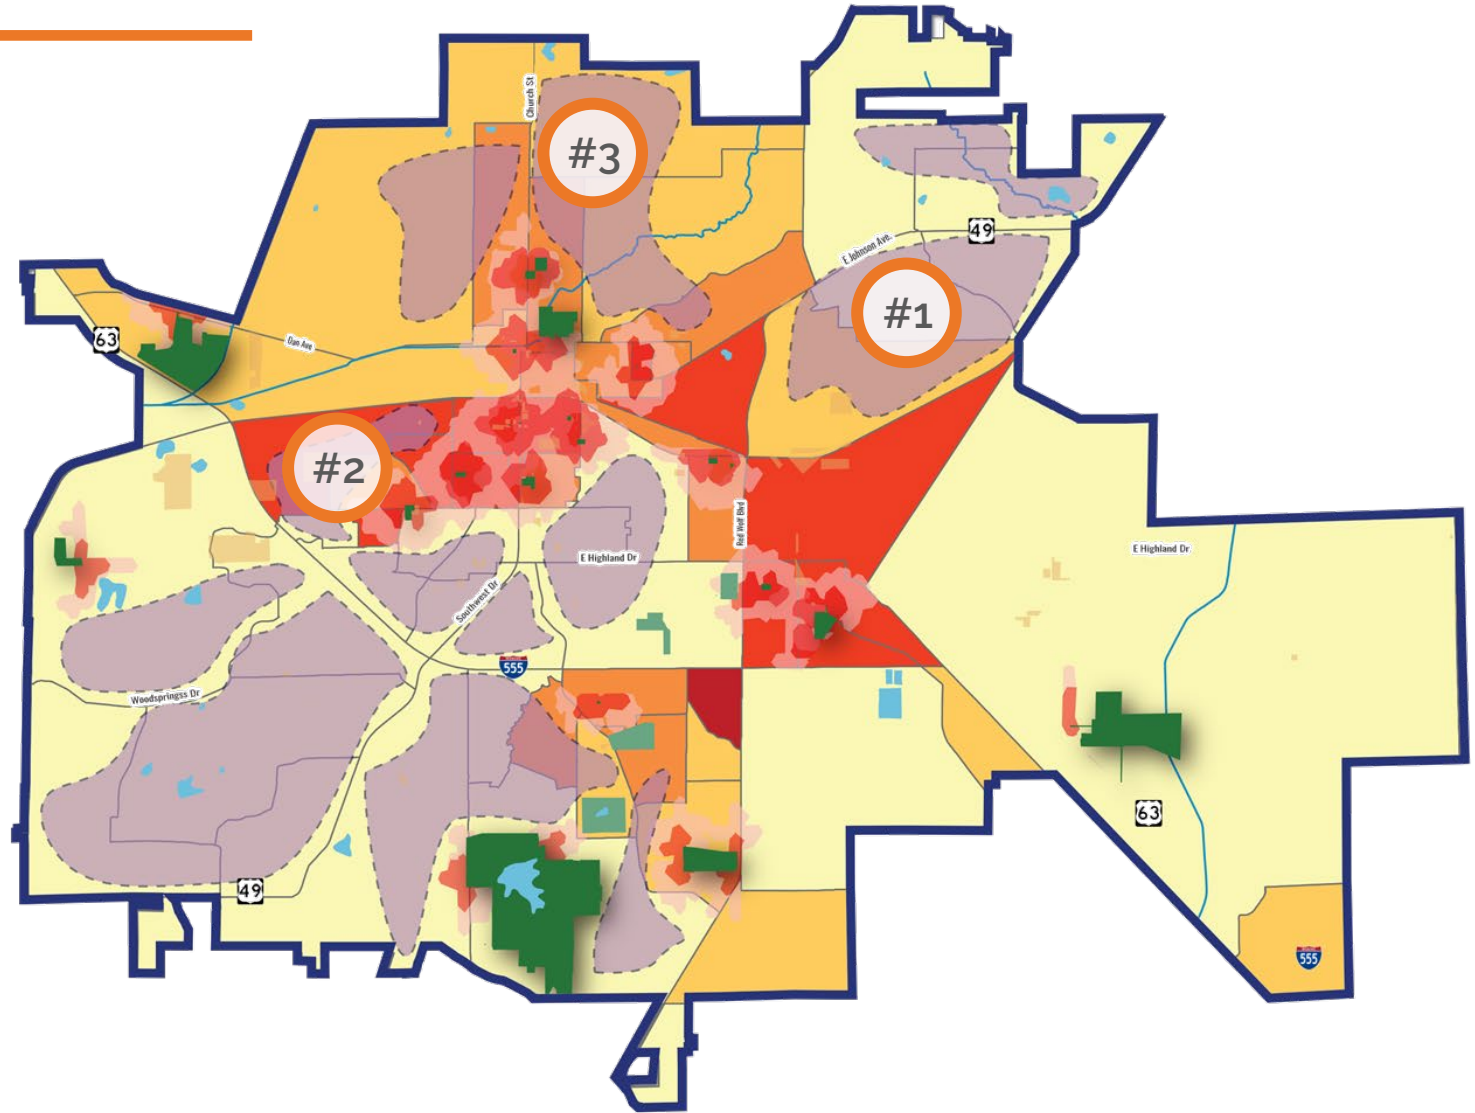 Church St
#3
49
E Johnson Ave.
#1
63
Dan Ave
#2
Red Wolf Blvd
E Highland Dr
E Highland Dr.
Southwest Dr
555
Woodspringss Dr
63
49
555